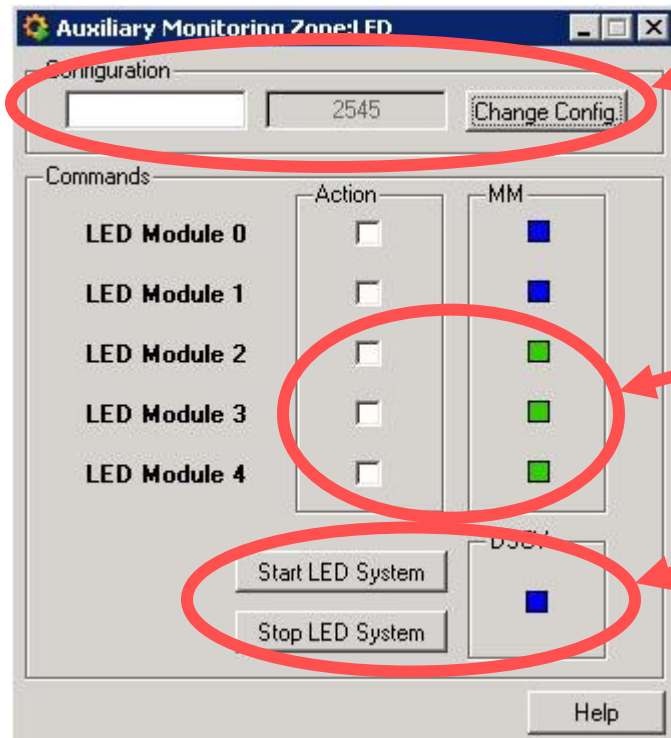 Auxiliary Monitoring Zone:LED
Configuration
2545 Change Config.
Commands
Action MM
LED Module 0
LED Module 1
LED Module 2
LED Module 3
LED Module 4
Start LED System
Stop LED System
Help